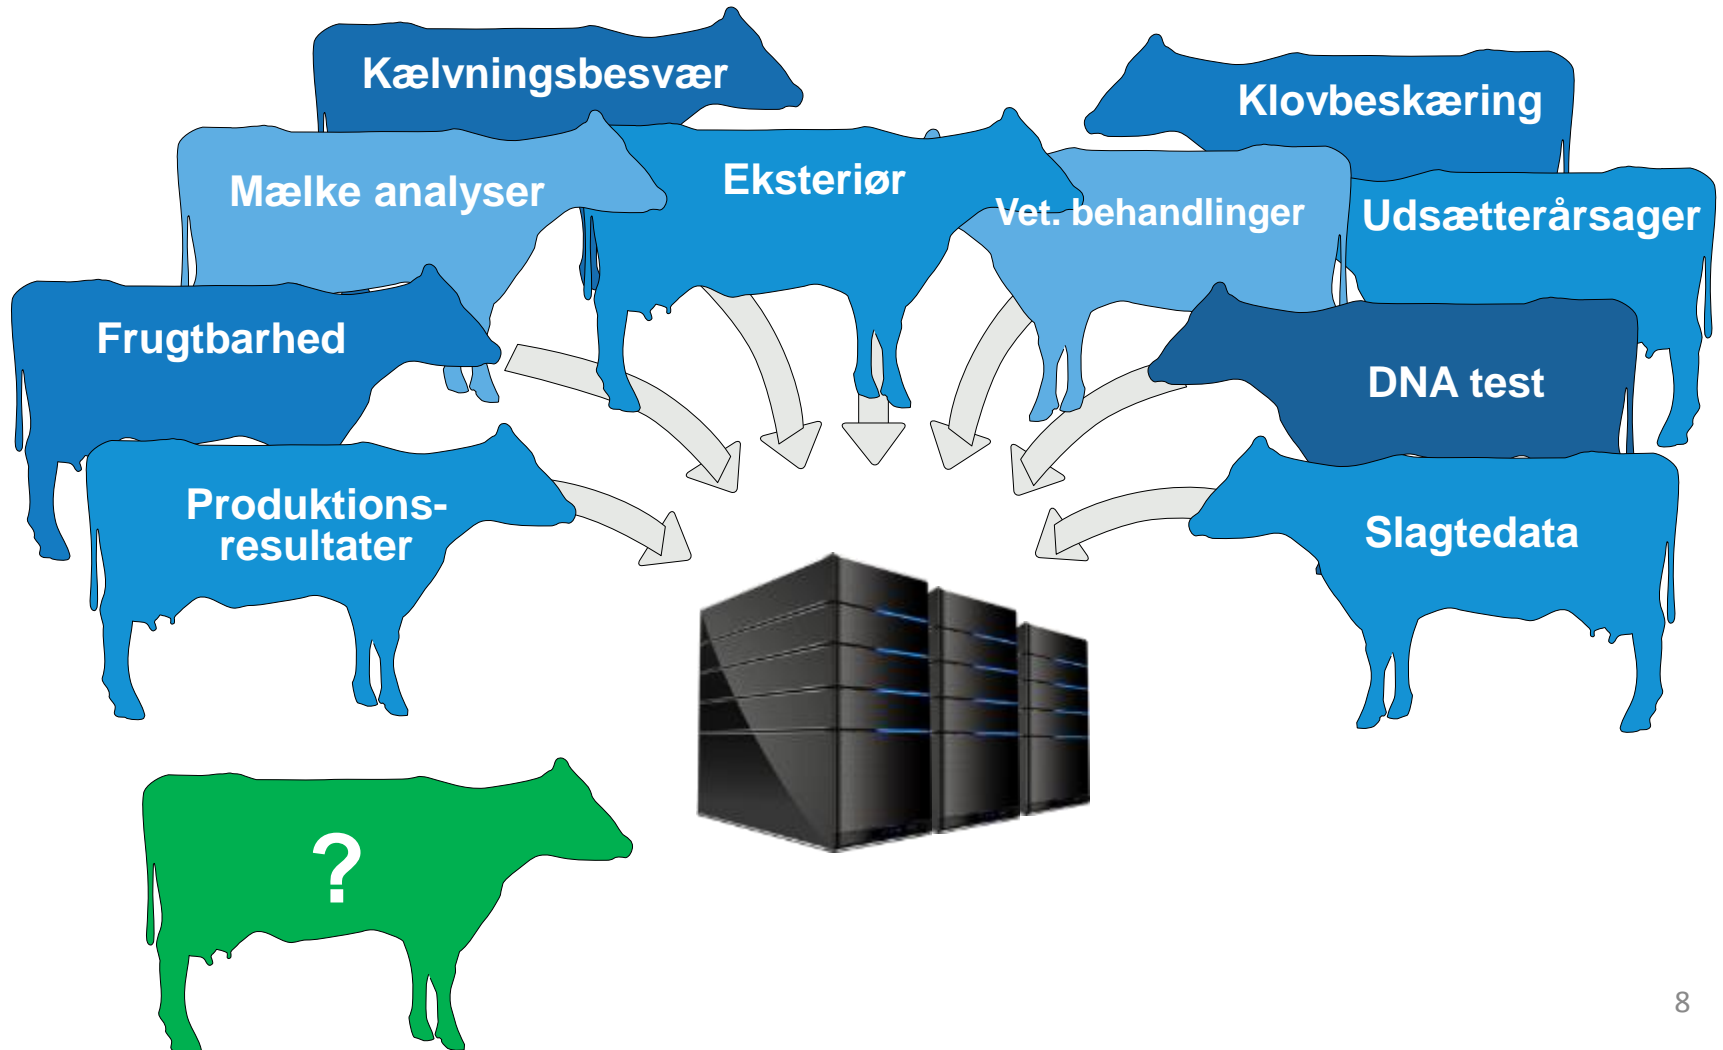 Kælvningsbesvær
Klovbeskæring
Mælke analyser
Eksteriør
Vet. behandlinger
Udsætterårsager
Frugtbarhed
DNA test
Produktions-
resultater
Slagtedata
?
8